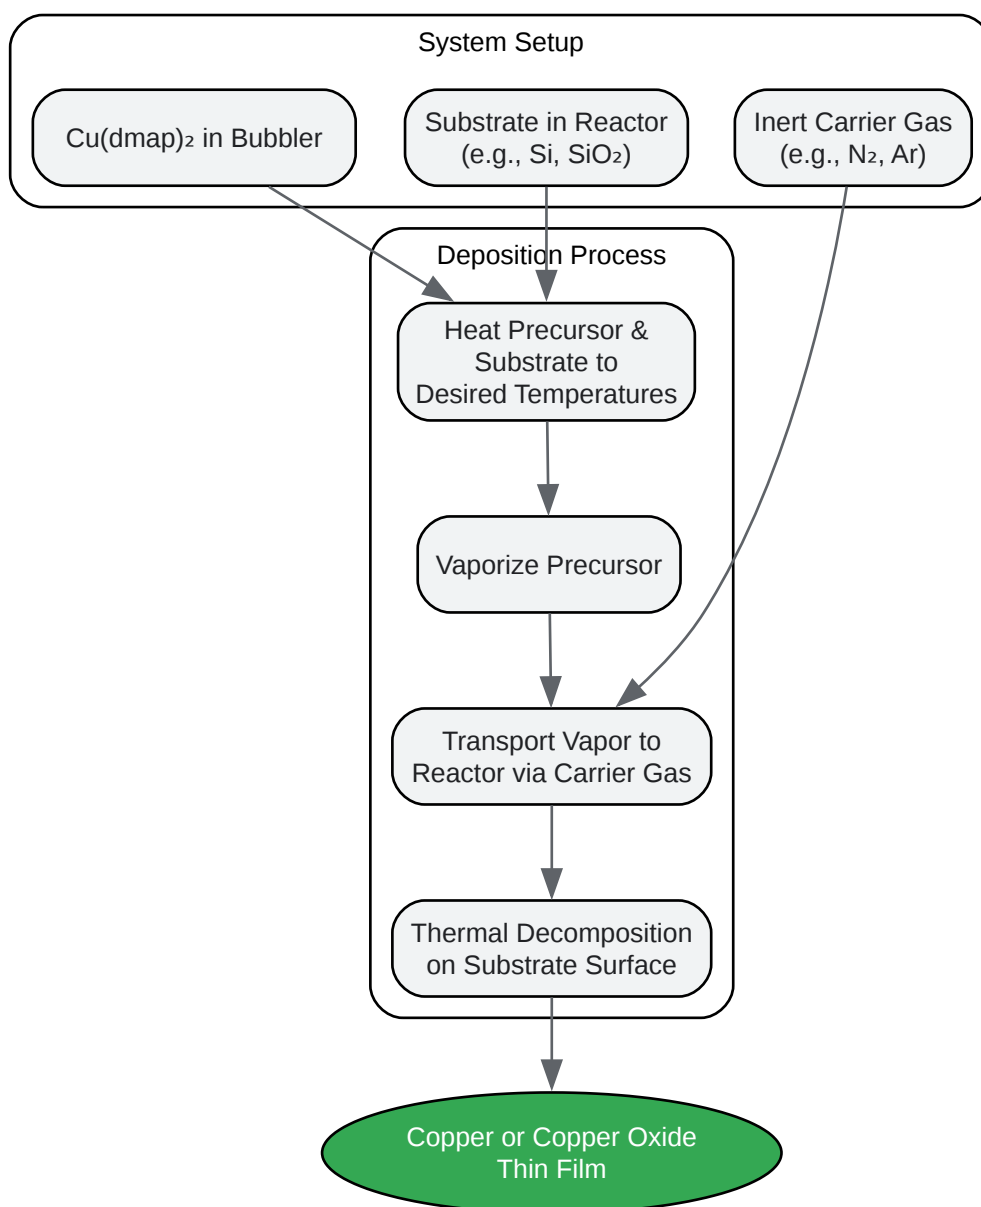 System Setup
Cu(dmap)₂ in Bubbler
Substrate in Reactor
(e.g., Si, SiO₂)
Inert Carrier Gas
(e.g., N₂, Ar)
Deposition Process
Heat Precursor &
Substrate to
Desired Temperatures
Vaporize Precursor
Transport Vapor to
Reactor via Carrier Gas
Thermal Decomposition
on Substrate Surface
Copper or Copper Oxide
Thin Film